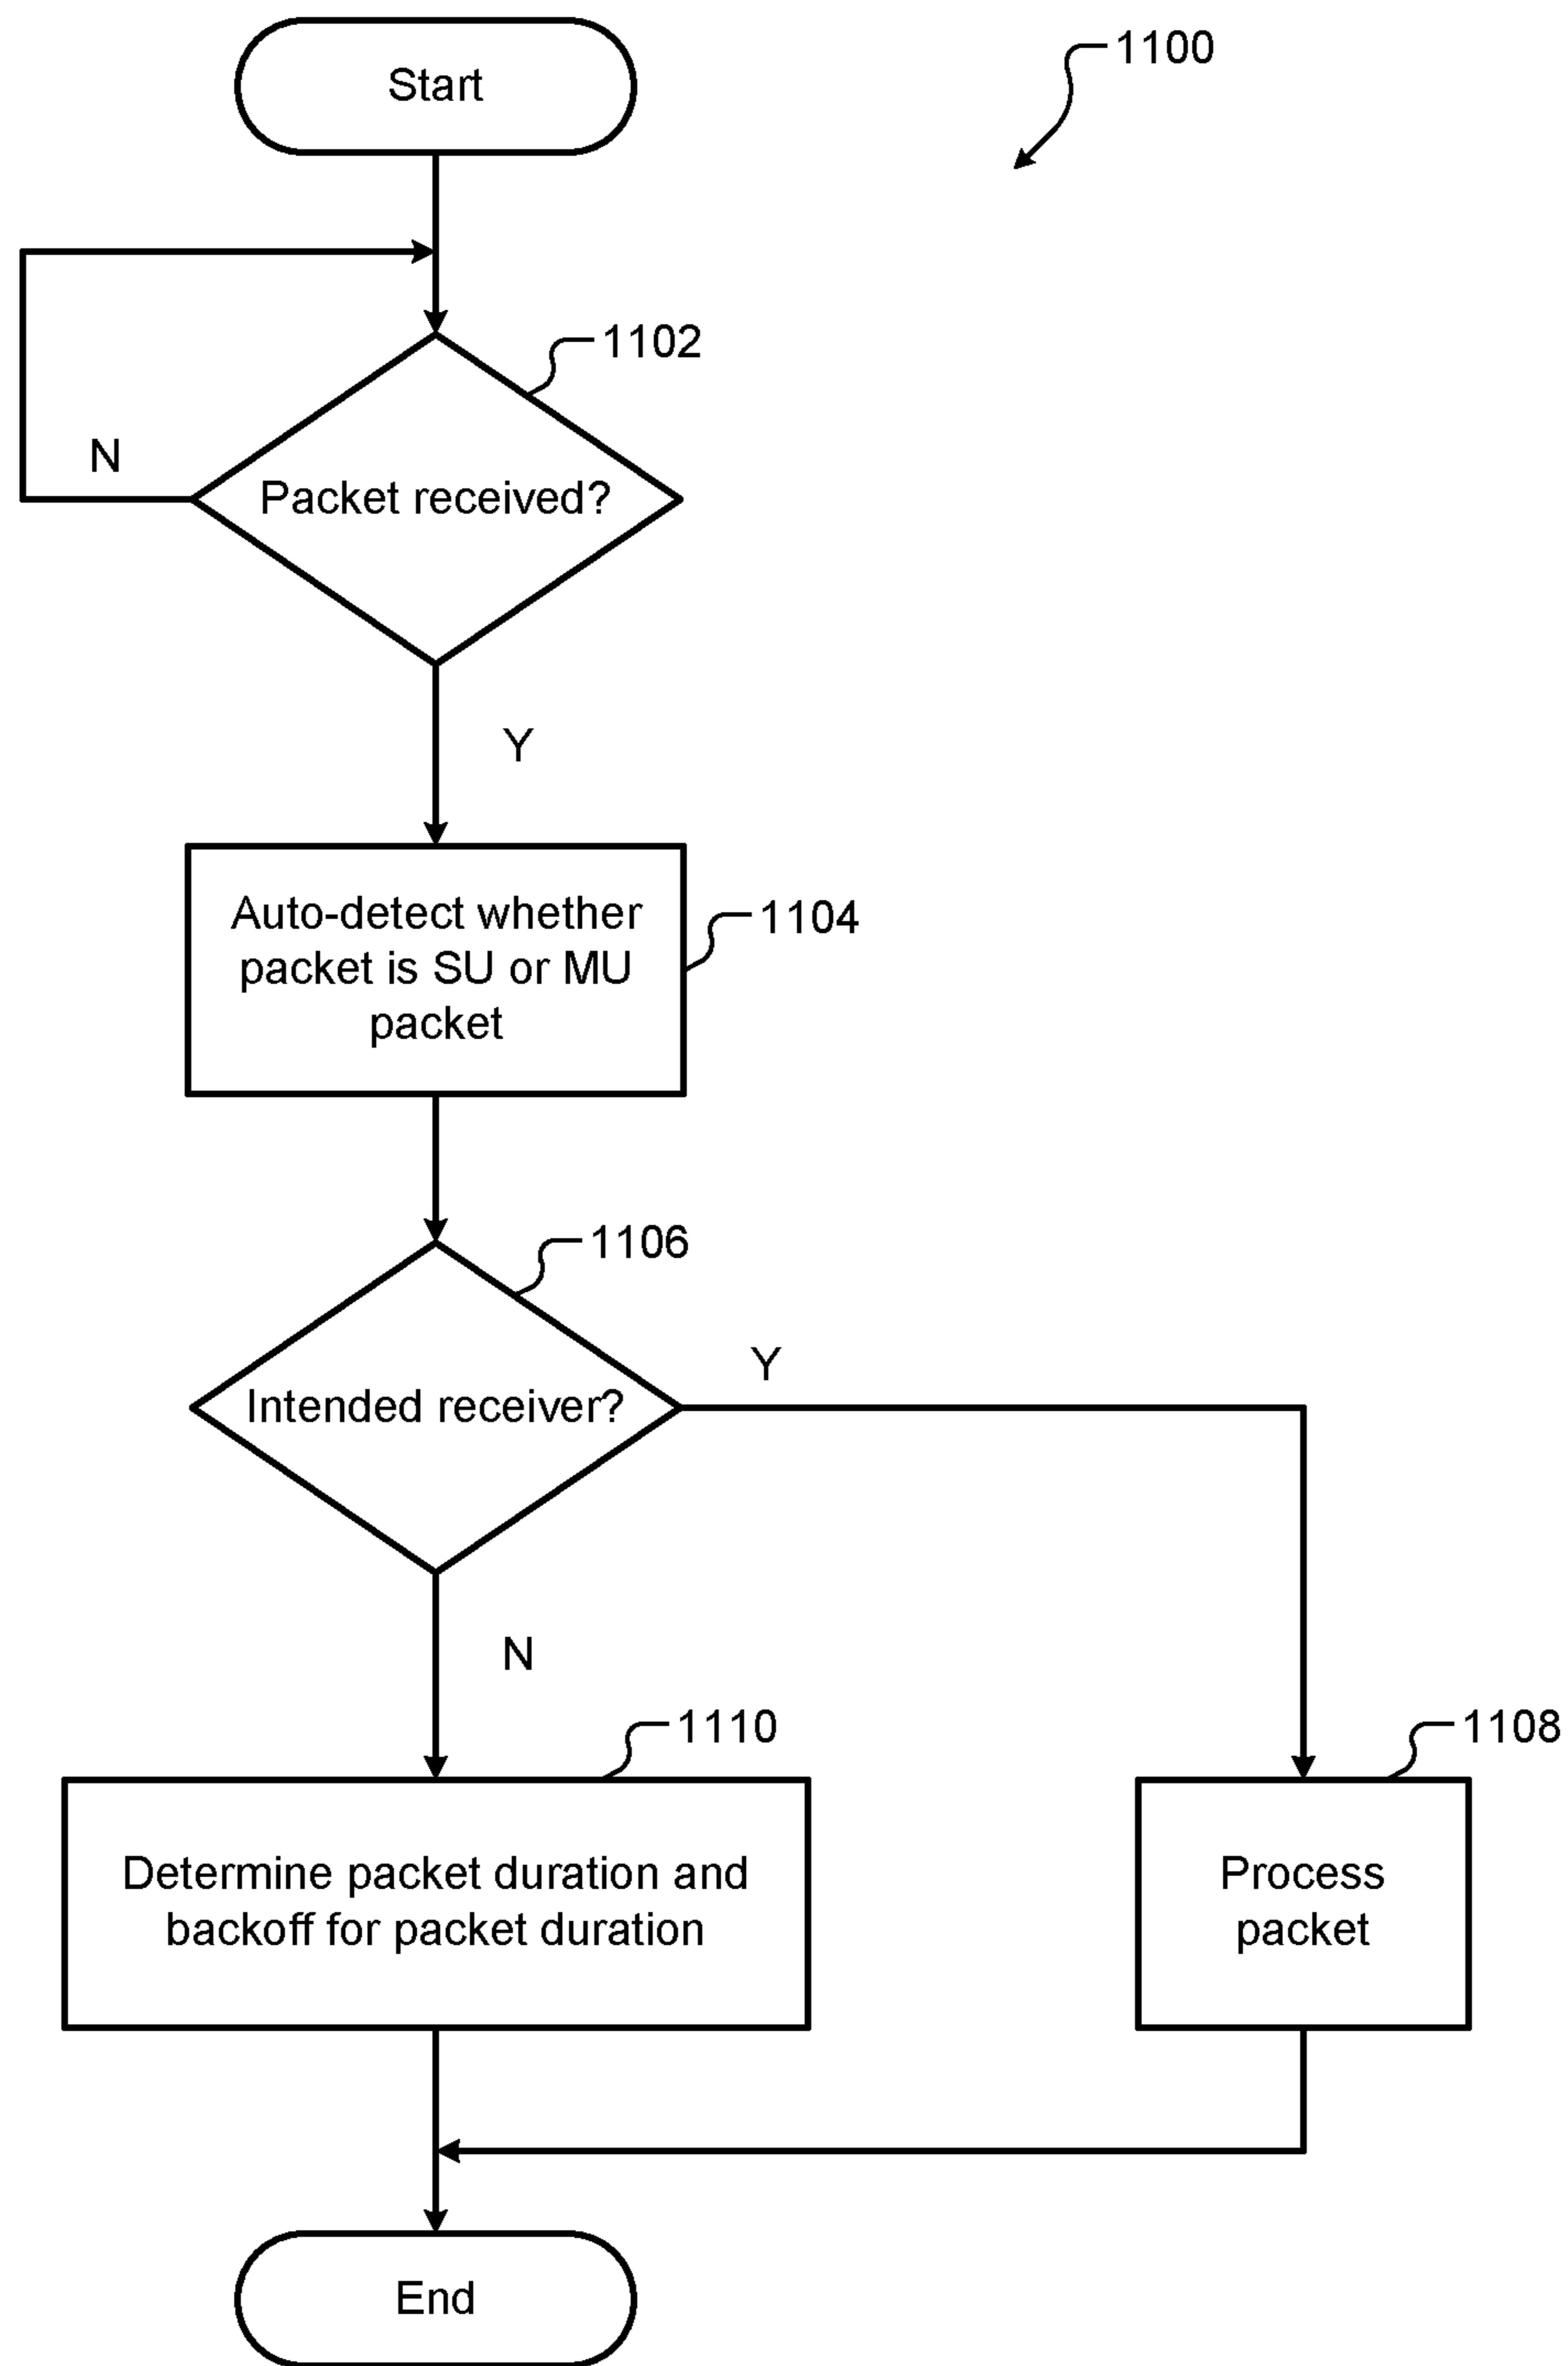 Start
1100
1102
N
Packet received?
Y
Auto-detect whether
packet is SU or MU
packet
1104
1106
Y
Intended receiver?
N
1110
1108
Determine packet duration and
backoff for packet duration
Process
packet
End